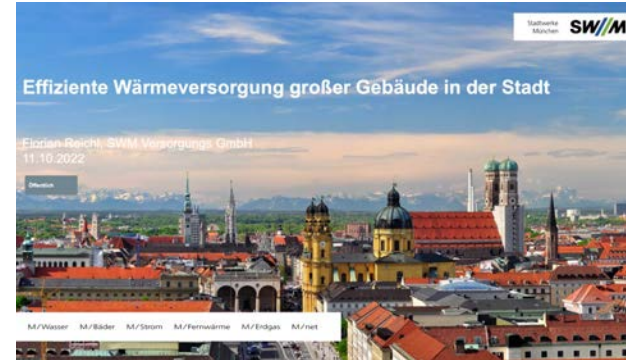 Stadtwerke
München
SWM
Effiziente Wärmeversorgung großer Gebäude in der Stadt
Florian Reichl, SWM Versorgungs GmbH
11.10.2022
Öffentlich
M/Wasser M/Bäder M/Strom M/Fernwärme M/Erdgas M/net